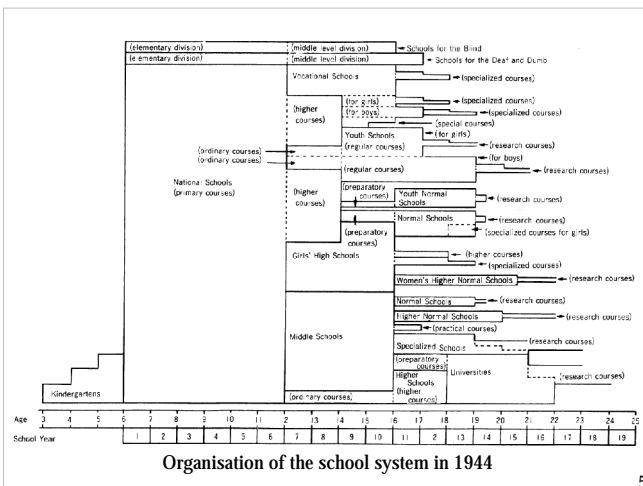 (elementary division) (middle level division) Schools for the Blind
(elementary division) (middle level division) Schools for the Deaf and Dumb
Vocational Schools
(specialized courses)
(higher courses)
(for girls)
(for boys)
(specialized courses)
(specialized courses)
(special courses)
Youth Schools
(for girls)
(regular courses)
(research courses)
(ordinary courses)
(ordinary courses)
(for boys)
(regular courses)
(research courses)
National Schools
(primary courses)
(higher courses)
(preparatory courses)
Youth Normal Schools
(research courses)
Normal Schools
(research courses)
(specialized courses for girls)
(preparatory courses)
Girls' High Schools
(higher courses)
(specialized courses)
Women's Higher Normal Schools
(research courses)
Normal Schools
(research courses)
Higher Normal Schools
(research courses)
(practical courses)
Middle Schools
(research courses)
Specialized Schools
(preparatory courses)
Higher Schools
(higher courses)
Universities
(research courses)
Kindergartens
(ordinary courses)
Age 3 4 5 6 7 8 9 10 11 12 13 14 15 16 17 18 19 20 21 22 23 24 25
School Year 1 2 3 4 5 6 7 8 9 10 11 12 13 14 15 16 17 18 19
Organisation of the school system in 1944